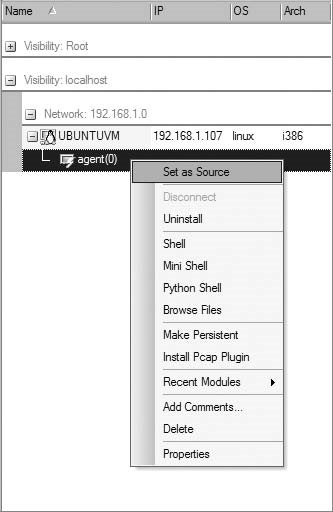 Name IP OS Arch
Visibility: Root
Visibility: localhost
Network: 192.168.1.0
UBUNTUVM 192.168.1.107 linux i386
agent(0)
Set as Source
Disconnect
Uninstall
Shell
Mini Shell
Python Shell
Browse Files
Make Persistent
Install Pcap Plugin
Recent Modules
Add Comments...
Delete
Properties